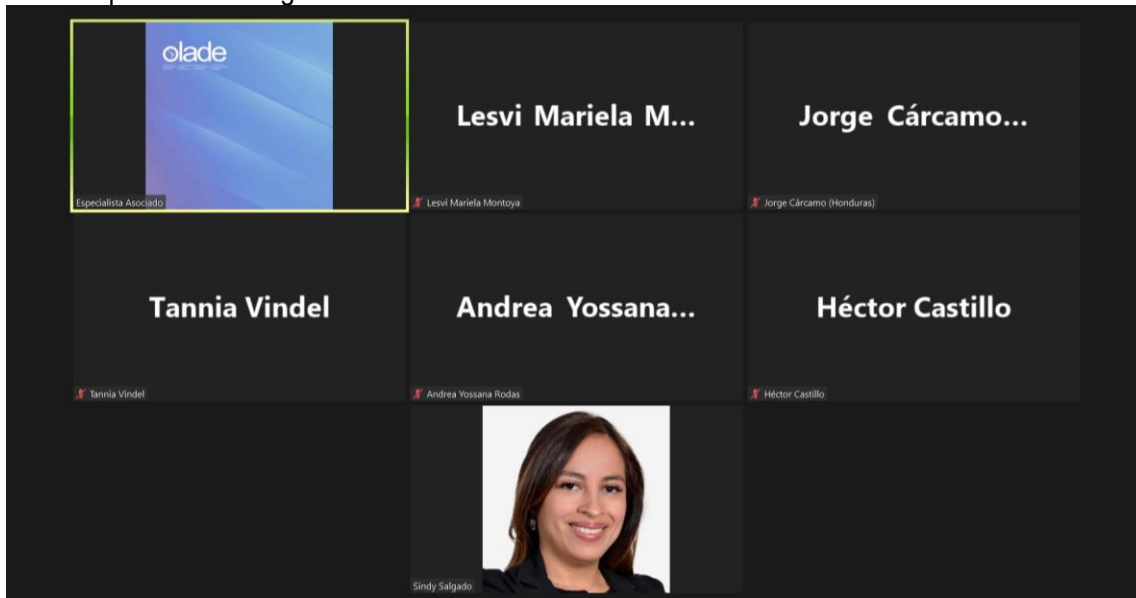 olade
Especialista Asociado
Lesvi Mariela M...
Lesvi Mariela Montoya
Jorge Cárcamo...
Jorge Cárcamo (Honduras)
Tannia Vindel
Tannia Vindel
Andrea Yossana...
Andrea Yossana Rodas
Héctor Castillo
Héctor Castillo
Sindy Salgado